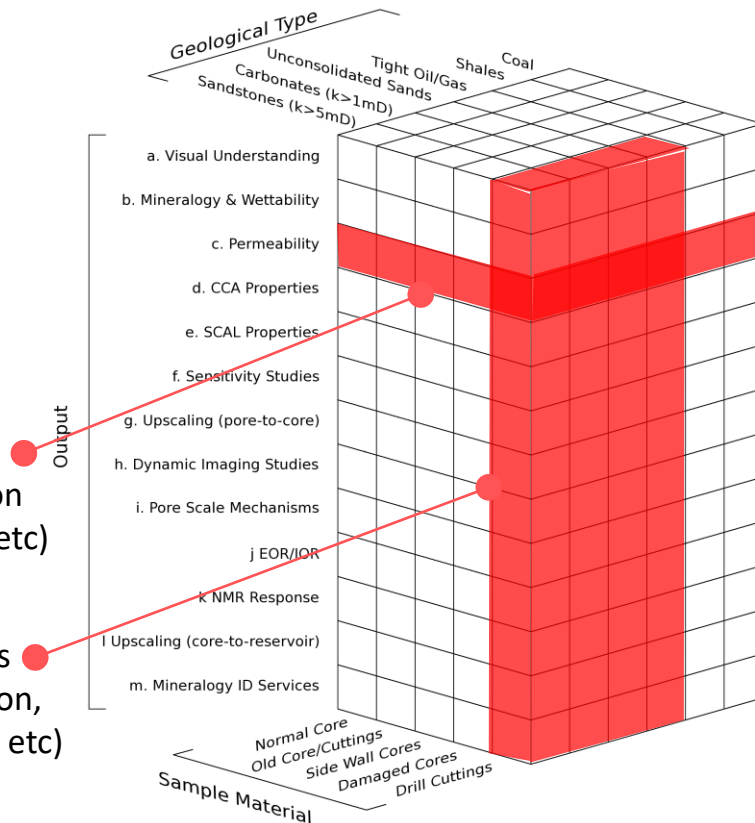 Geological Type
Coal
Shales
Tight Oil/Gas
Unconsolidated Sands
Carbonates (k>1mD)
Sandstones (k>5mD)
Output
a. Visual Understanding
b. Mineralogy & Wettability
c. Permeability
d. CCA Properties
e. SCAL Properties
f. Sensitivity Studies
g. Upscaling (pore-to-core)
h. Dynamic Imaging Studies
i. Pore Scale Mechanisms
j EOR/IOR
k NMR Response
l Upscaling (core-to-reservoir)
m. Mineralogy ID Services
on
etc)
s
on,
etc)
Normal Core
Old Core/Cuttings
Side Wall Cores
Damaged Cores
Drill Cuttings
Sample Material